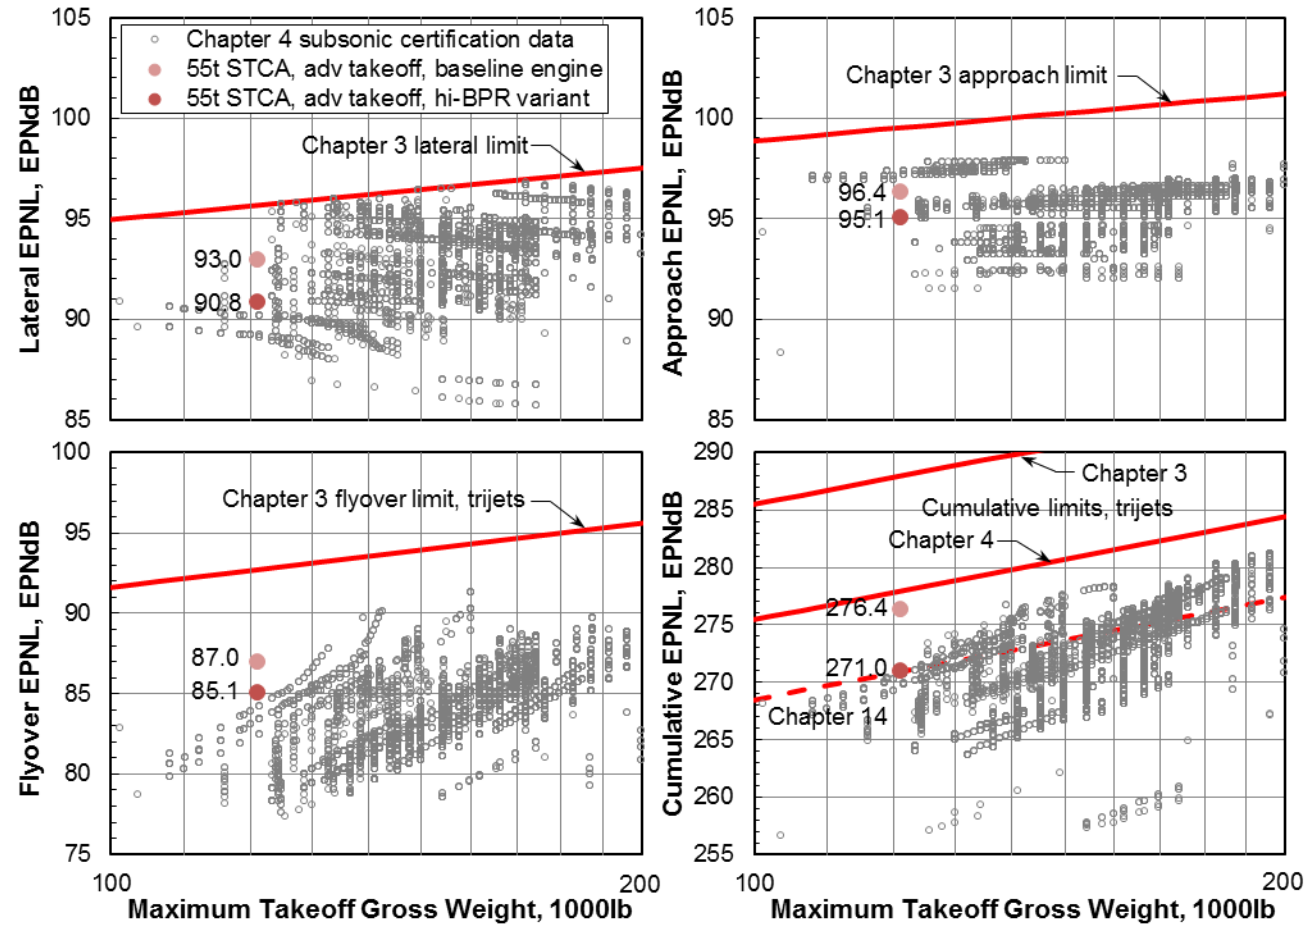 105
100
95
90
85
Lateral EPNL, EPNdB
Chapter 4 subsonic certification data
55t STCA, adv takeoff, baseline engine
55t STCA, adv takeoff, hi-BPR variant
Chapter 3 lateral limit
93.0
90.8
105
100
95
90
85
Approach EPNL, EPNdB
Chapter 3 approach limit
96.4
95.1
100
95
90
85
80
75
Flyover EPNL, EPNdB
Chapter 3 flyover limit, trijets
87.0
85.1
100
200
Maximum Takeoff Gross Weight, 1000lb
290
285
280
275
270
265
260
255
Cumulative EPNL, EPNdB
Chapter 3
Cumulative limits, trijets
Chapter 4
276.4
271.0
Chapter 14
100
200
Maximum Takeoff Gross Weight, 1000lb